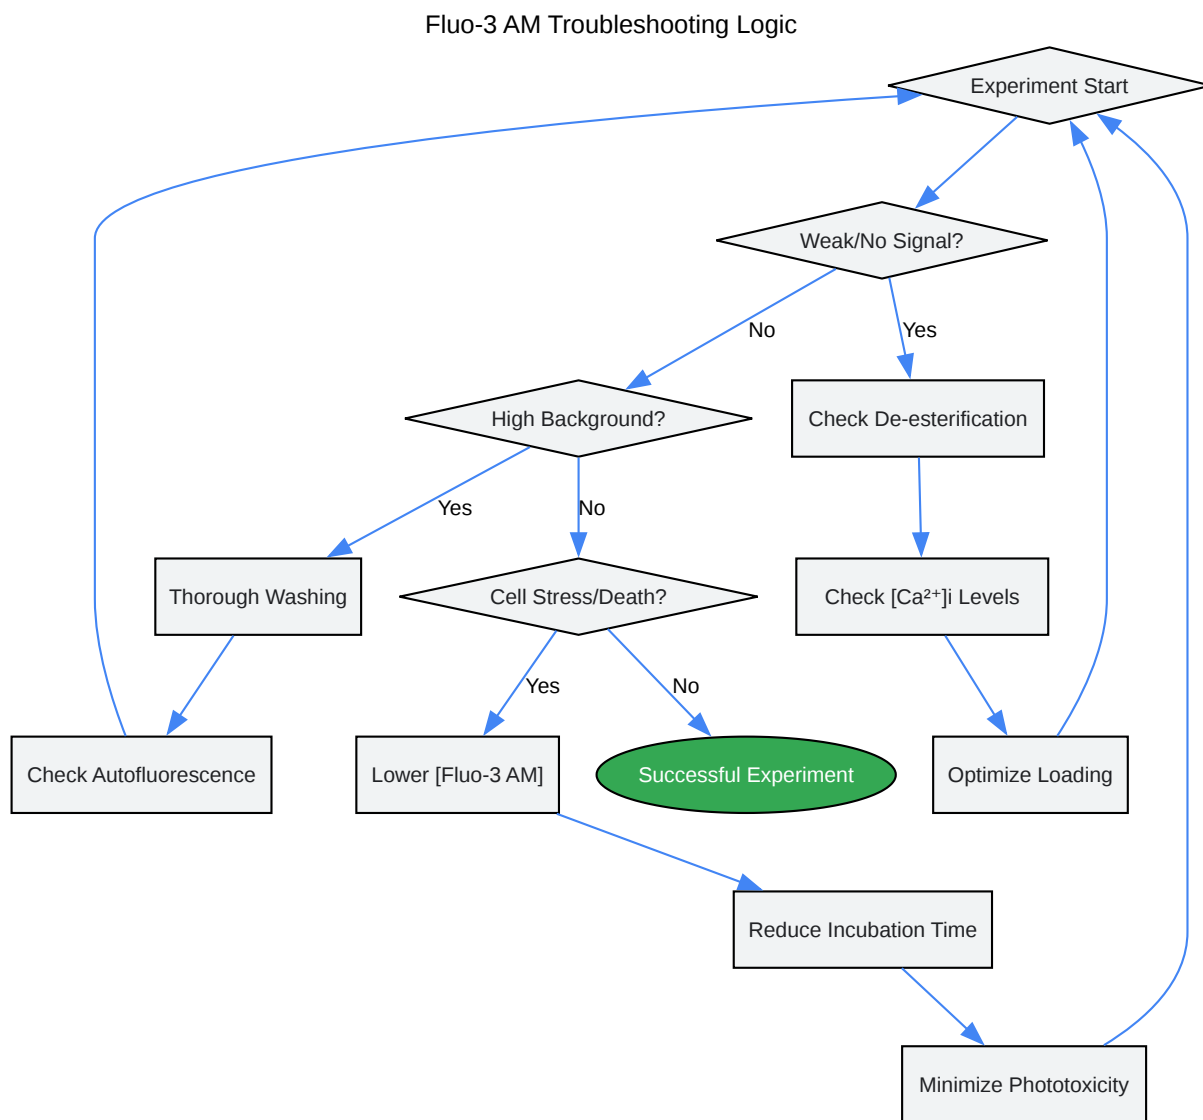 Fluo-3 AM Troubleshooting Logic
Experiment Start
Weak/No Signal?
No
Yes
High Background?
Check De-esterification
Yes
No
Thorough Washing
Cell Stress/Death?
Check [Ca²⁺]i Levels
Yes
No
Check Autofluorescence
Lower [Fluo-3 AM]
Successful Experiment
Optimize Loading
Reduce Incubation Time
Minimize Phototoxicity